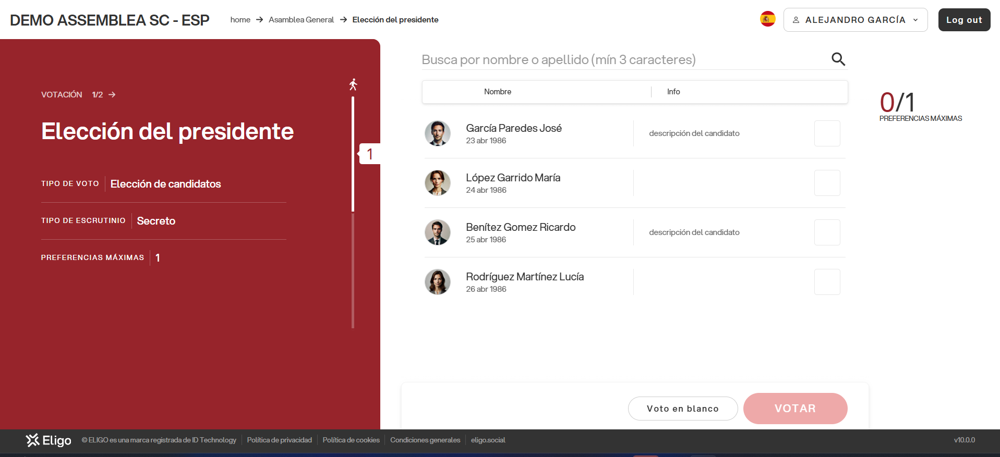 DEMO ASSEMBLEA SC - ESP
home → Asamblea General → Elección del presidente
ALEJANDRO GARCÍA
Log out
VOTACIÓN 1/2 →
Elección del presidente
1
TIPO DE VOTO Elección de candidatos
TIPO DE ESCRUTINIO Secreto
PREFERENCIAS MÁXIMAS 1
Busca por nombre o apellido (mín 3 caracteres)
Nombre Info
García Paredes José
23 abr 1986
descripción del candidato
López Garrido María
24 abr 1986
Benítez Gomez Ricardo
25 abr 1986
descripción del candidato
Rodríguez Martínez Lucía
26 abr 1986
0/1
PREFERENCIAS MÁXIMAS
Voto en blanco
VOTAR
Eligo
© ELIGO es una marca registrada de ID Technology
Política de privacidad
Política de cookies
Condiciones generales
eligo.social
v10.0.0